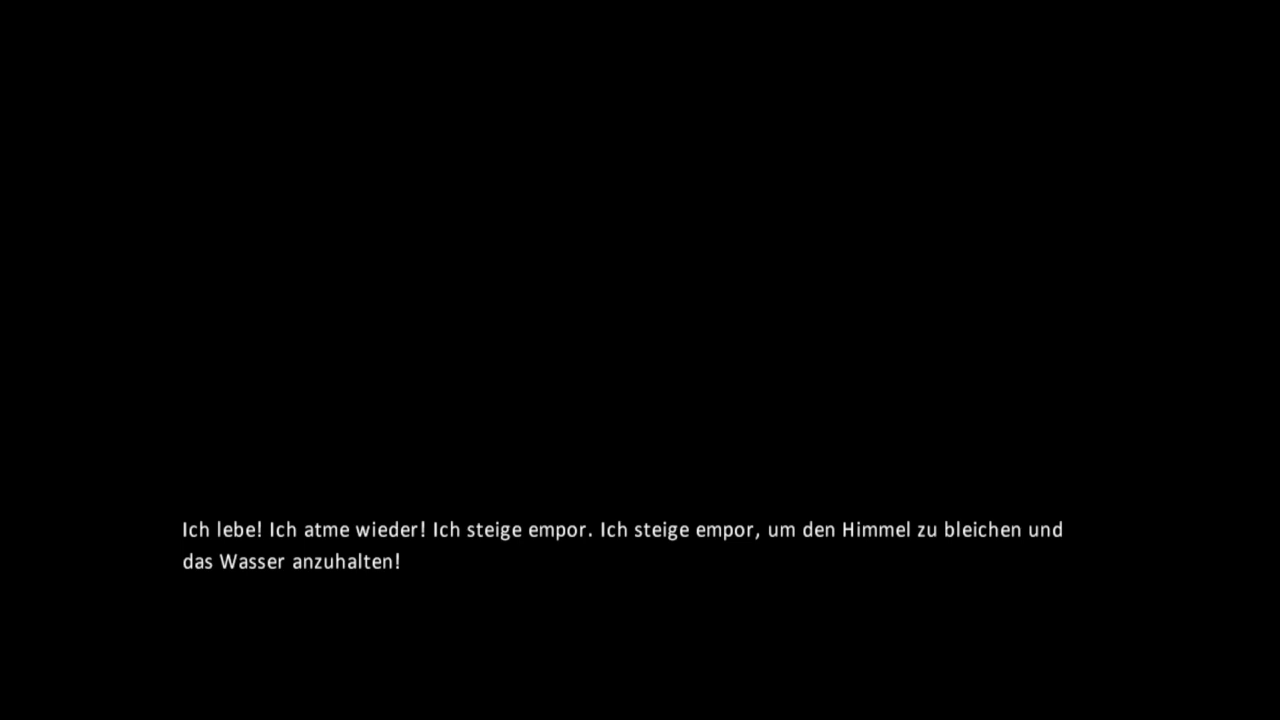 Ich lebe! Ich atme wieder! Ich steige empor. Ich steige empor, um den Himmel zu bleichen und
das Wasser anzuhalten!